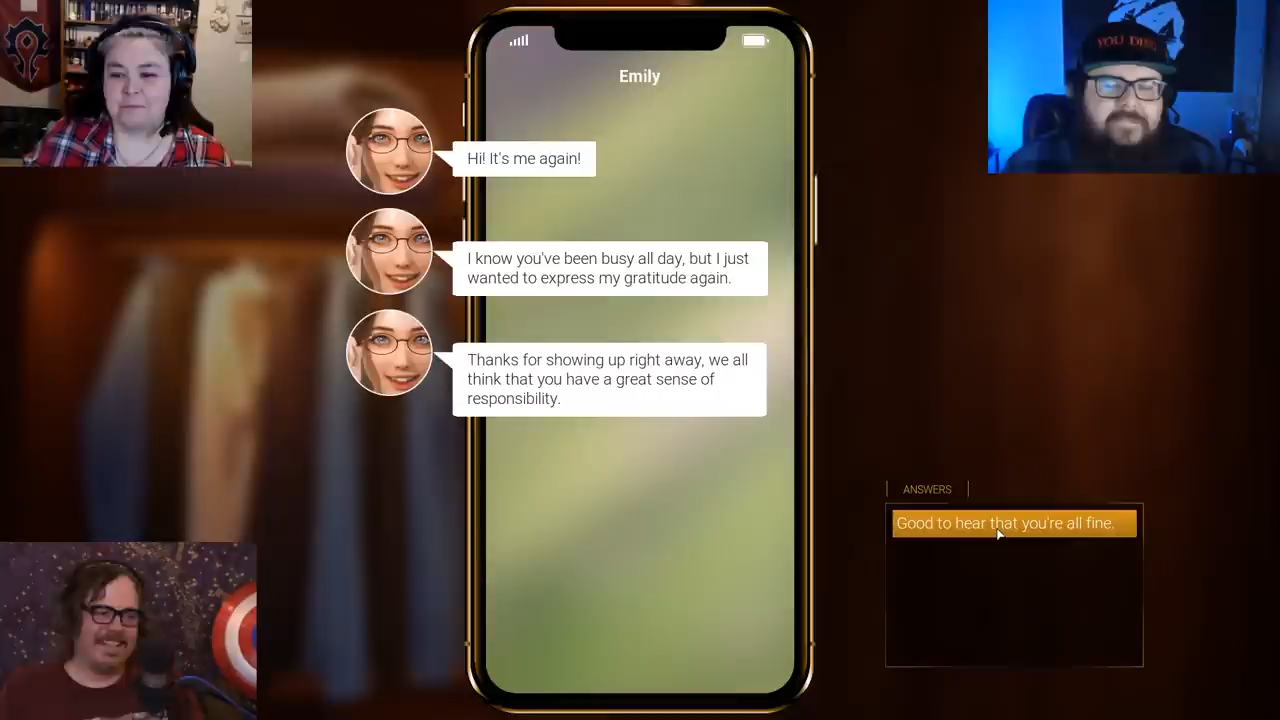 YOU DIED
Emily
Hi! It's me again!
I know you've been busy all day, but I just
wanted to express my gratitude again.
Thanks for showing up right away, we all
think that you have a great sense of
responsibility.
ANSWERS
Good to hear that you're all fine.